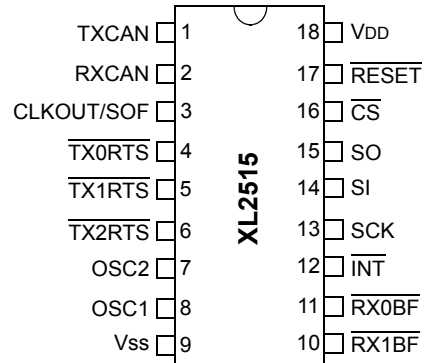 TXCAN 1 18 VDD
RXCAN 2 17 RESET
CLKOUT/SOF 3 16 CS
TX0RTS 4 15 SO
TX1RTS 5 14 SI
TX2RTS 6 13 SCK
OSC2 7 12 INT
OSC1 8 11 RX0BF
Vss 9 10 RX1BF
XL2515